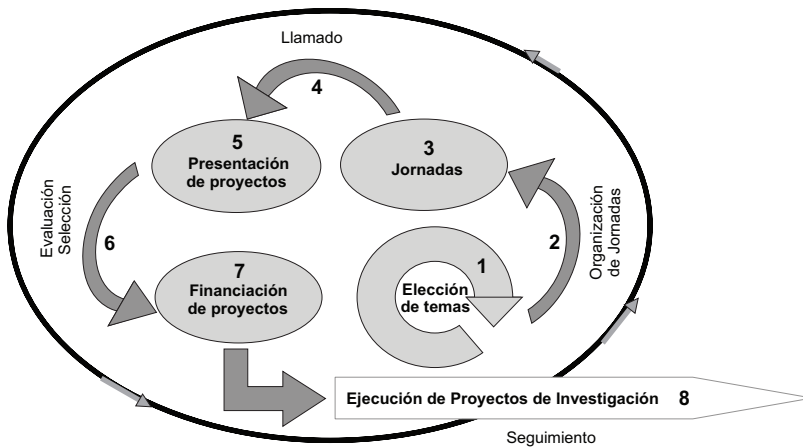 Llamado
4
5
Presentación
de proyectos
3
Jornadas
Evaluación
Selección
6
2
Organización
de Jornadas
7
Financiación
de proyectos
1
Elección
de temas
Ejecución de Proyectos de Investigación 8
Seguimiento